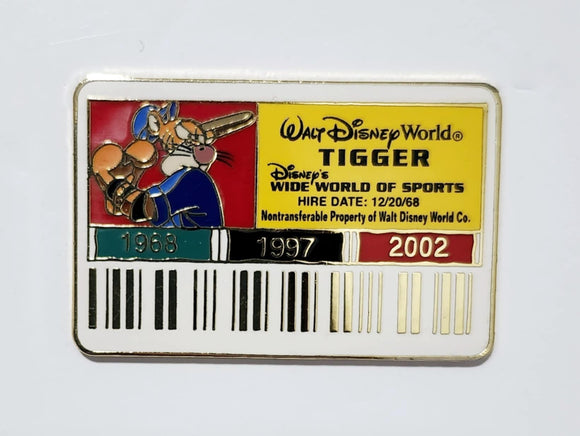 Walt Disney World®
TIGGER
Disney's
WIDE WORLD OF SPORTS
HIRE DATE: 12/20/68
Nontransferable Property of Walt Disney World Co.
1968 1997 2002